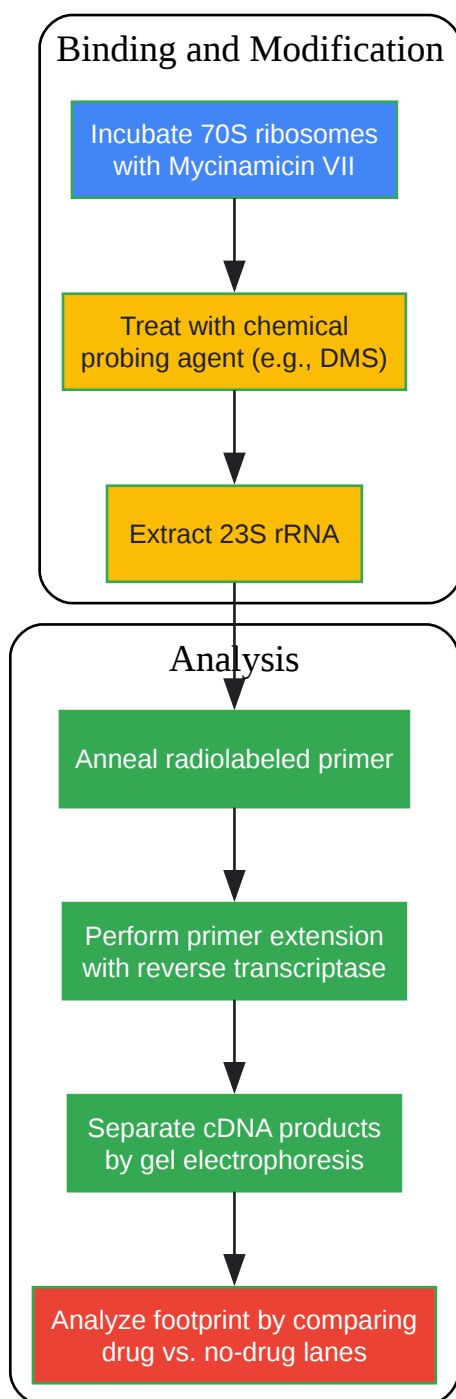 Binding and Modification
Incubate 70S ribosomes
with Mycinamicin VII
Treat with chemical
probing agent (e.g., DMS)
Extract 23S rRNA
Analysis
Anneal radiolabeled primer
Perform primer extension
with reverse transcriptase
Separate cDNA products
by gel electrophoresis
Analyze footprint by comparing
drug vs. no-drug lanes